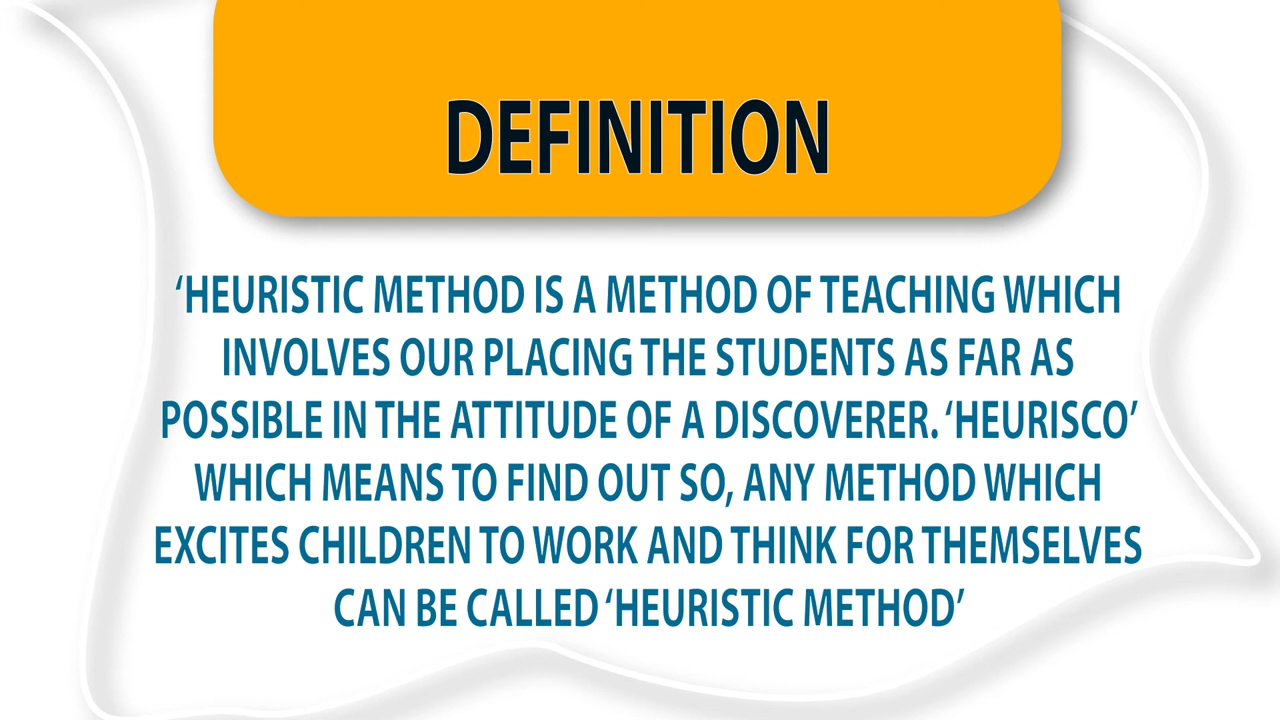 DEFINITION
‘HEURISTIC METHOD IS A METHOD OF TEACHING WHICH
INVOLVES OUR PLACING THE STUDENTS AS FAR AS
POSSIBLE IN THE ATTITUDE OF A DISCOVERER. ‘HEURISCO’
WHICH MEANS TO FIND OUT SO, ANY METHOD WHICH
EXCITES CHILDREN TO WORK AND THINK FOR THEMSELVES
CAN BE CALLED ‘HEURISTIC METHOD’